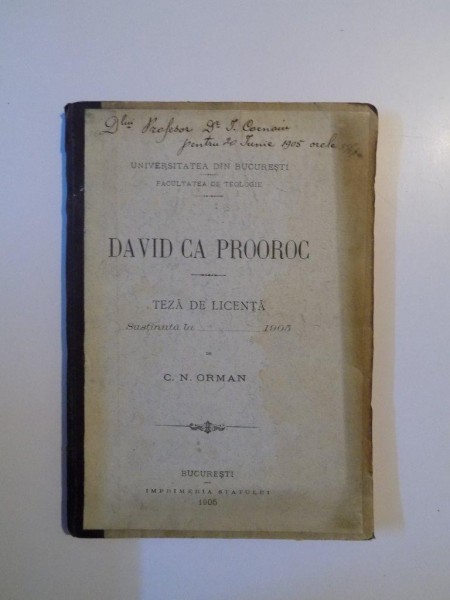 Dlui Profesor Dr I. Cornoiu
pentru 20 Iunie 1905 orele
UNIVERSITATEA DIN BUCUREȘTI
FACULTATEA DE TEOLOGIE
DAVID CA PROOROC
TEZĂ DE LICENȚĂ
Susținută la 1905
DE
C. N. ORMAN
BUCUREȘTI
IMPRIMERIA STATULUI
1905